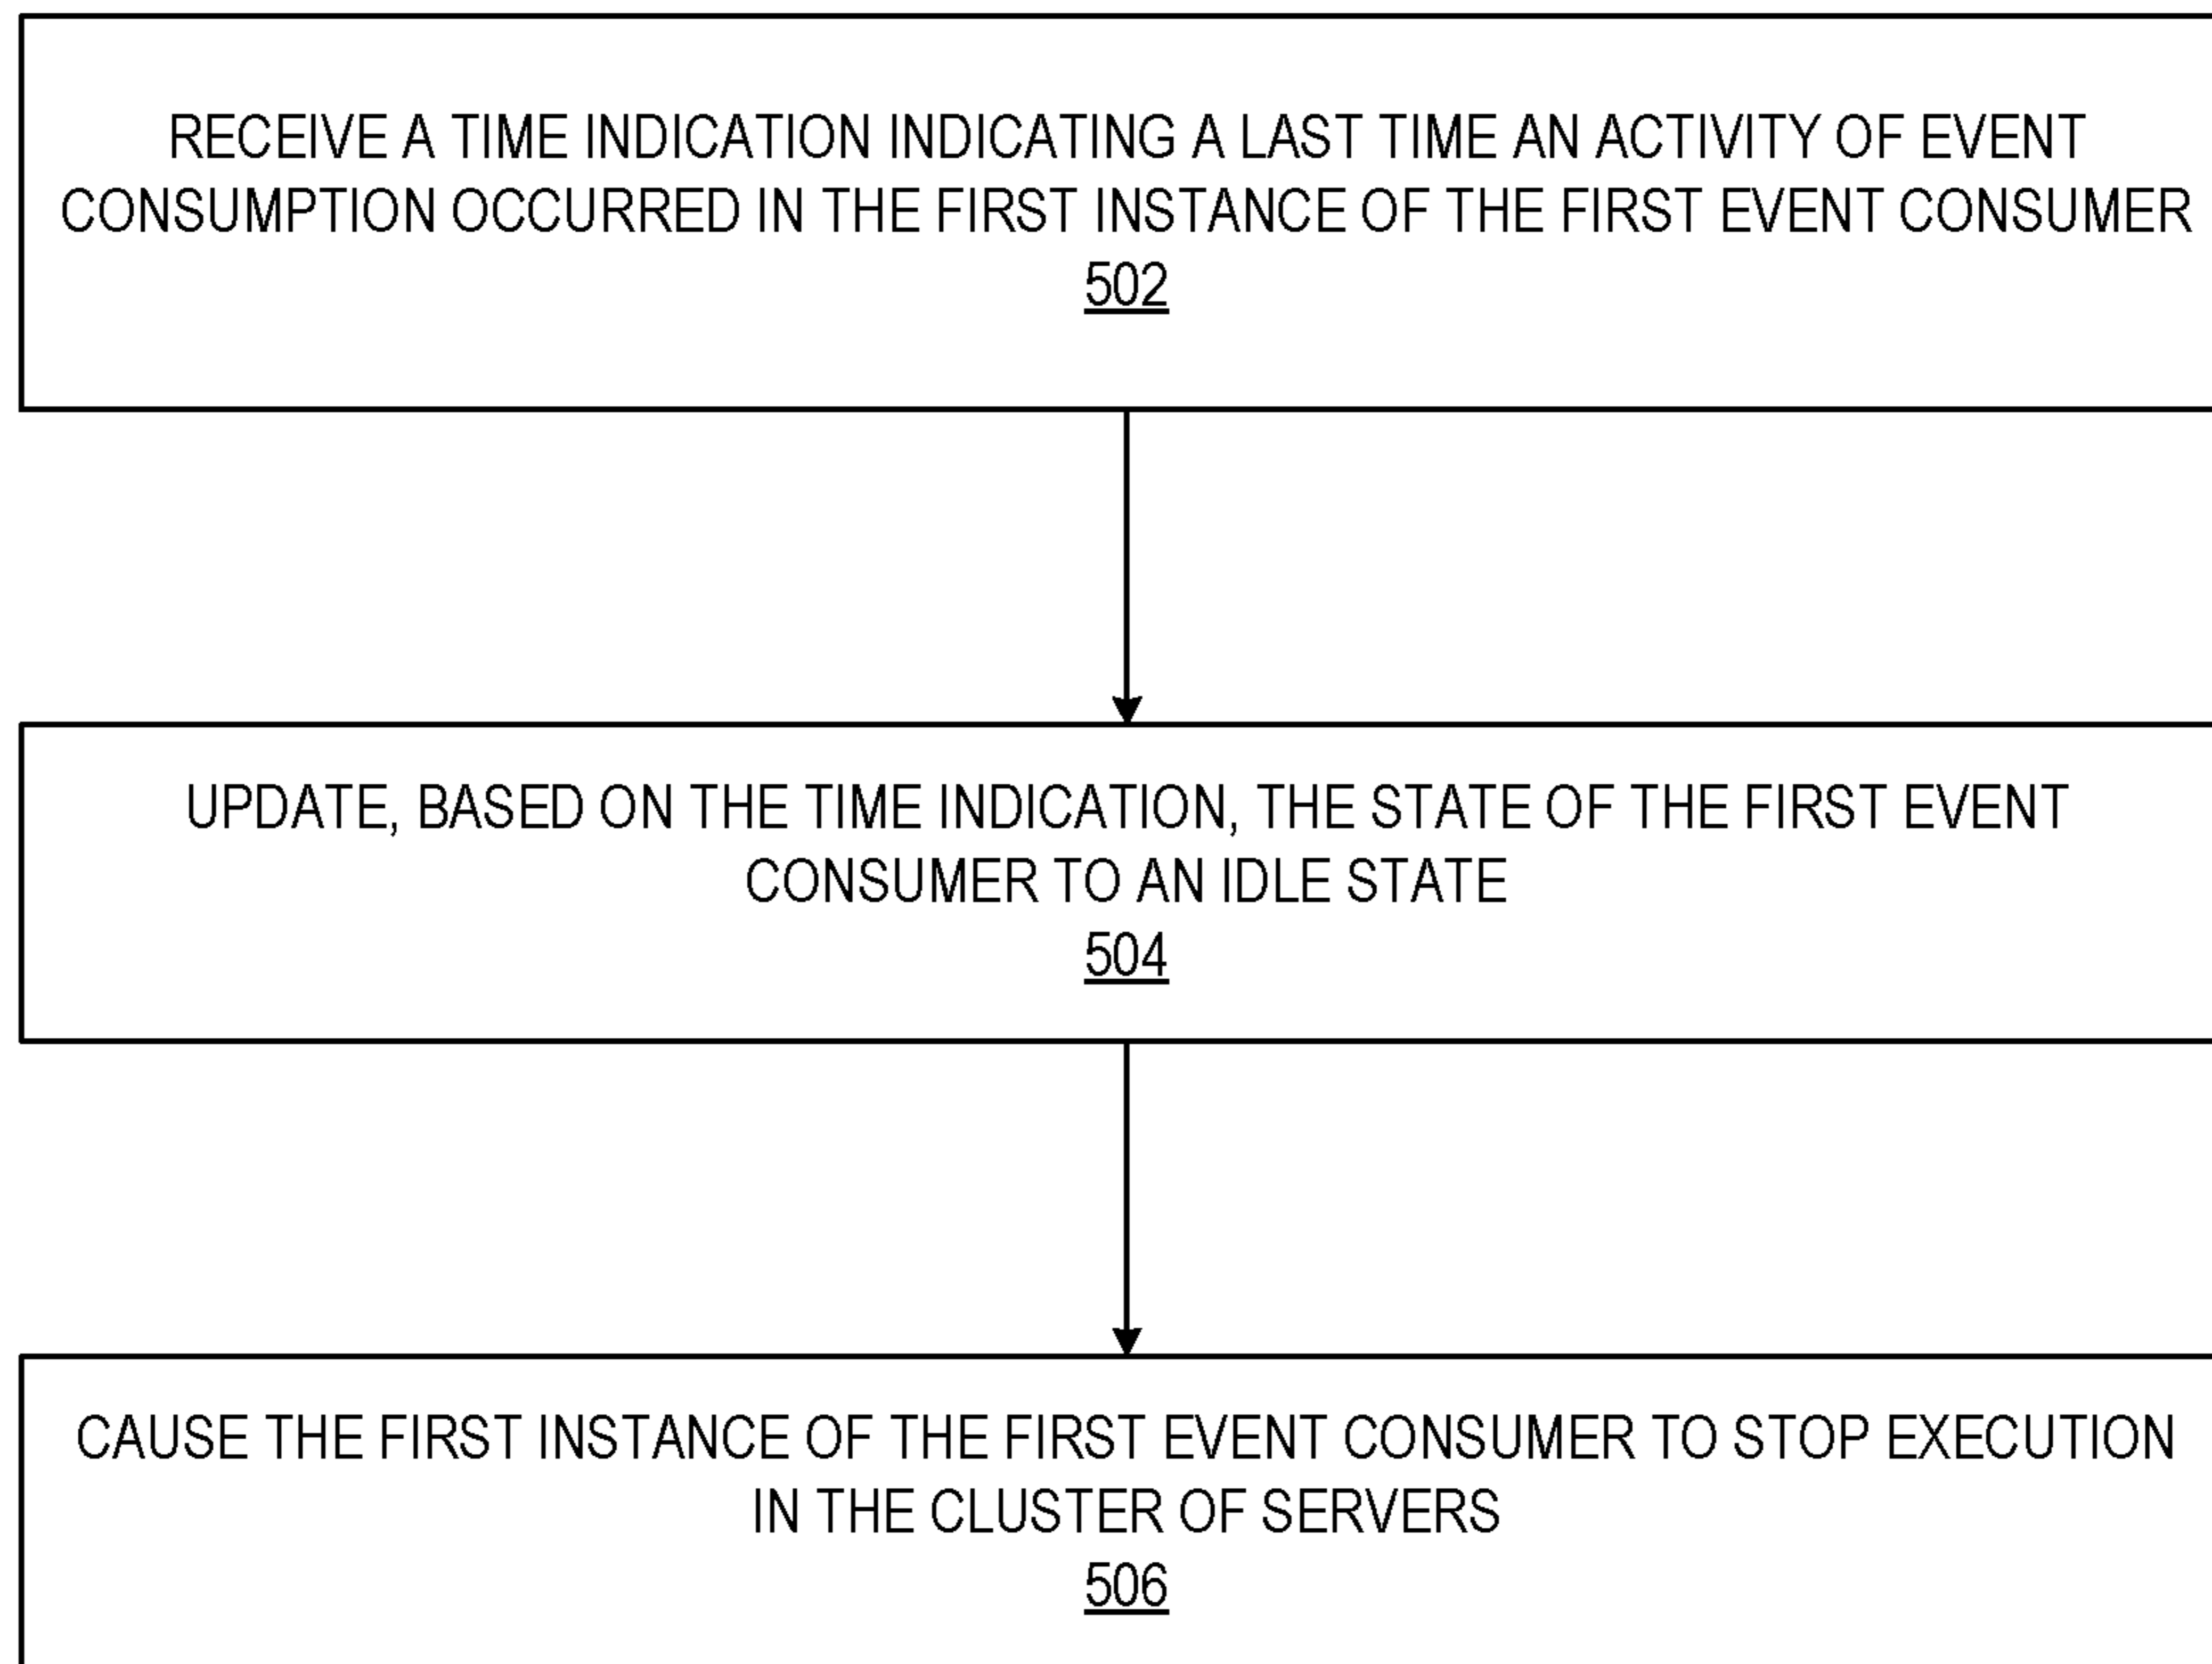 RECEIVE A TIME INDICATION INDICATING A LAST TIME AN ACTIVITY OF EVENT
CONSUMPTION OCCURRED IN THE FIRST INSTANCE OF THE FIRST EVENT CONSUMER
502
UPDATE, BASED ON THE TIME INDICATION, THE STATE OF THE FIRST EVENT
CONSUMER TO AN IDLE STATE
504
CAUSE THE FIRST INSTANCE OF THE FIRST EVENT CONSUMER TO STOP EXECUTION
IN THE CLUSTER OF SERVERS
506